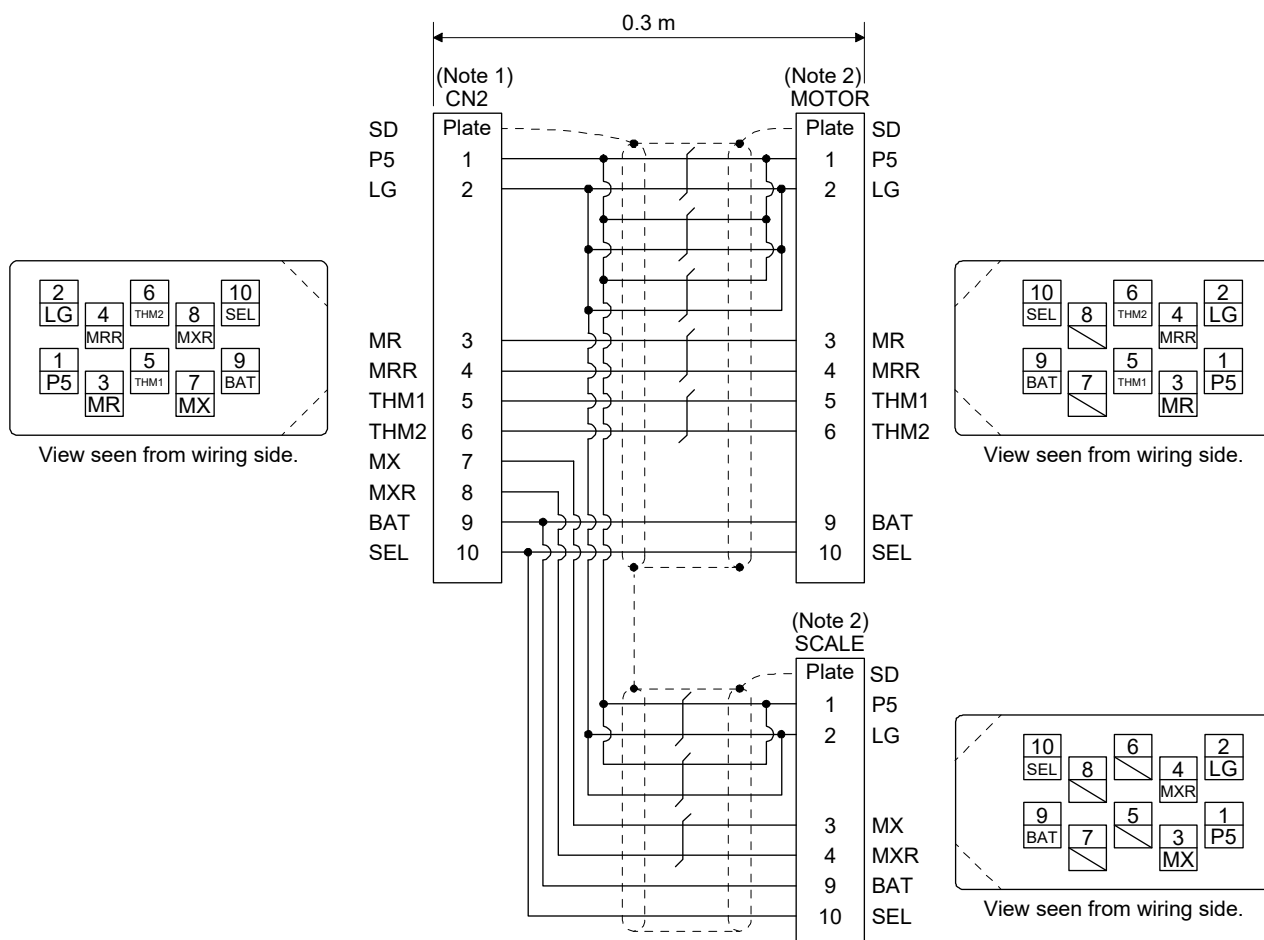 0.3 m
(Note 1)
CN2
(Note 2)
MOTOR
SD Plate Plate SD
P5 1 1 P5
LG 2 2 LG
MR 3 3 MR
MRR 4 4 MRR
THM1 5 5 THM1
THM2 6 6 THM2
MX 7
MXR 8
BAT 9 9 BAT
SEL 10 10 SEL
2 6 10
LG 4 THM2 8 SEL
MRR MXR
1 5 9
P5 3 THM1 7 BAT
MR MX
View seen from wiring side.
10 6 2
SEL 8 THM2 4 LG
MRR
9 5 1
BAT 7 THM1 3 P5
MR
View seen from wiring side.
(Note 2)
SCALE
Plate SD
1 P5
2 LG
3 MX
4 MXR
9 BAT
10 SEL
10 6 2
SEL 8 4 LG
MXR
9 5 1
BAT 7 3 P5
MX
View seen from wiring side.